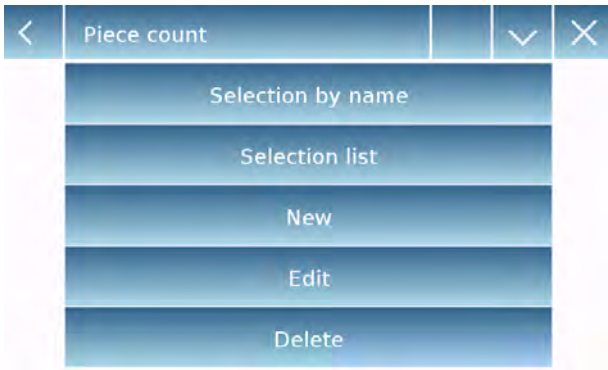 Piece count
Selection by name
Selection list
New
Edit
Delete